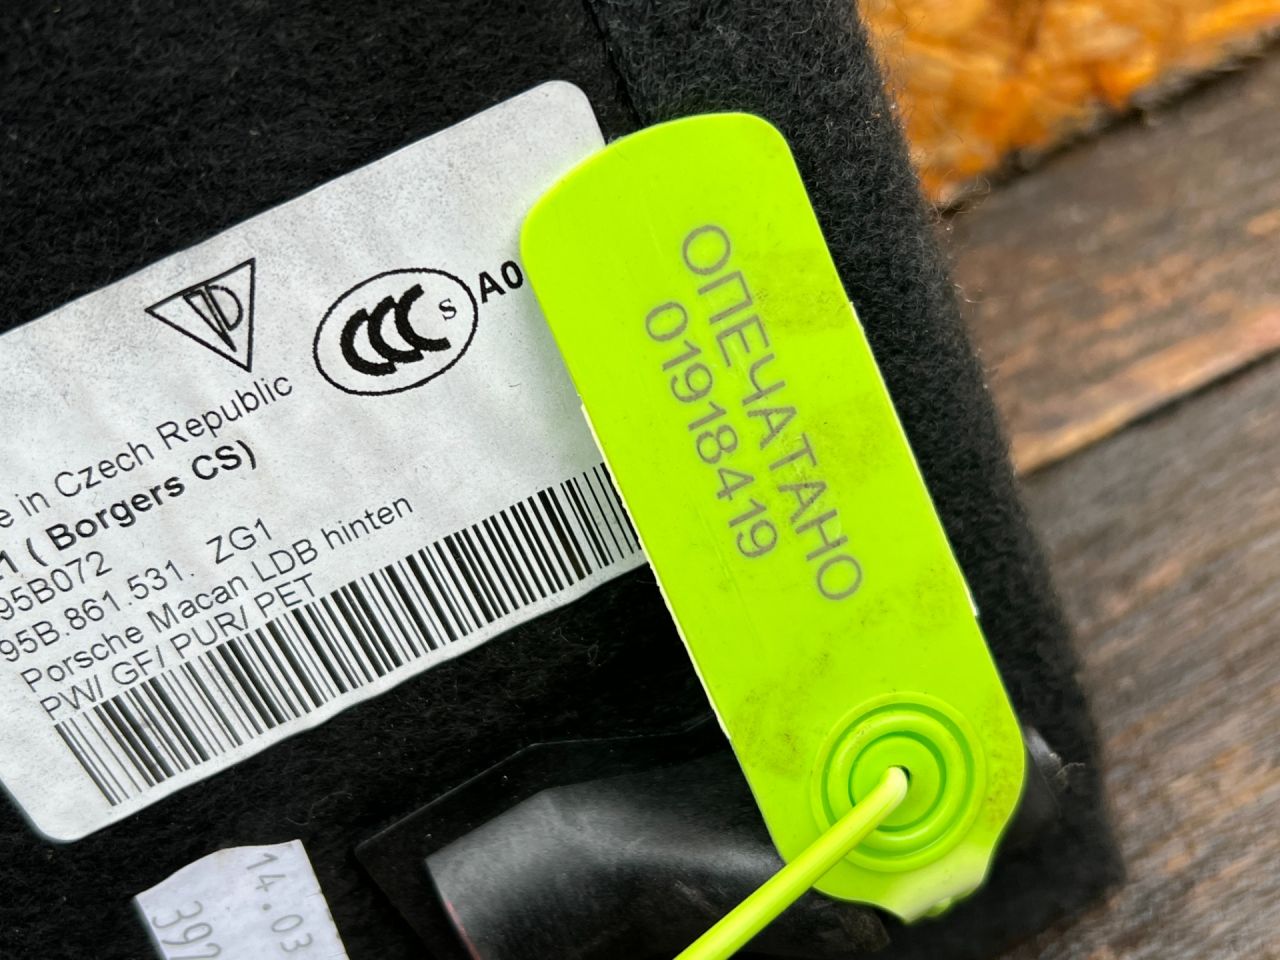 A0
S
in Czech Republic
( Borgers CS)
95B072
95B.861.531. ZG1
Porsche Macan LDB hinten
PW/ GF/ PUR/ PET
ОПЕЧАТАНО
01918419
14.03
392